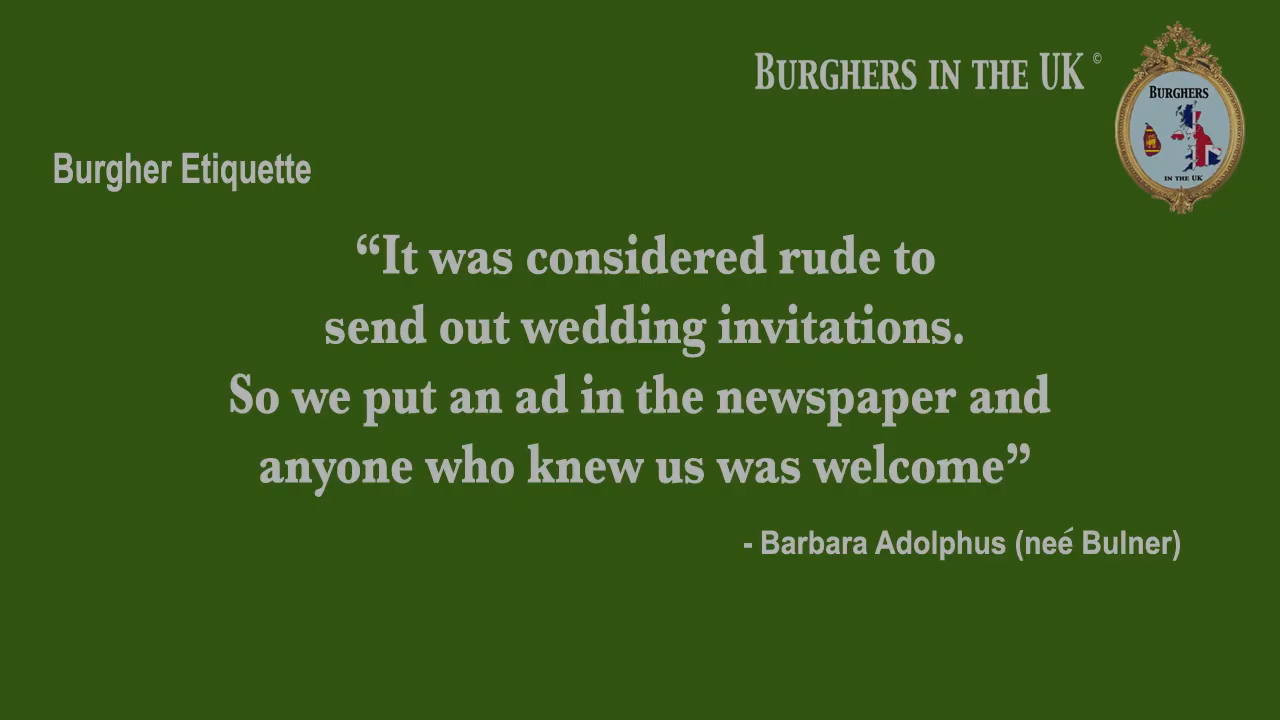 BURGHERS IN THE UK ©
BURGHERS
IN THE UK
Burgher Etiquette
“It was considered rude to
send out wedding invitations.
So we put an ad in the newspaper and
anyone who knew us was welcome”
- Barbara Adolphus (neé Bulner)